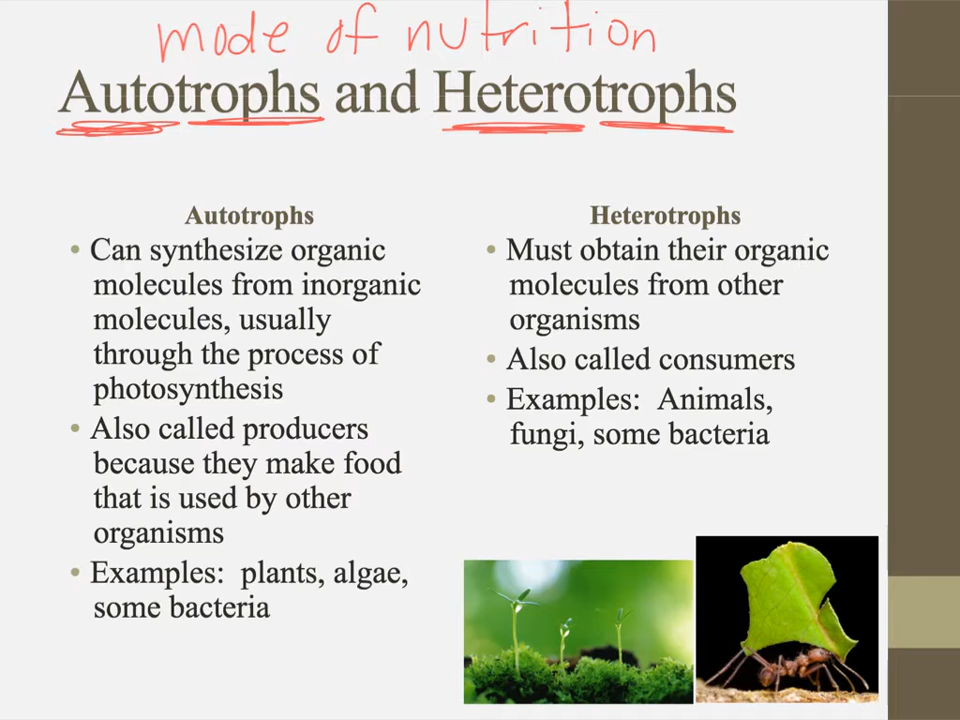 mode of nutrition
Autotrophs and Heterotrophs
Autotrophs
• Can synthesize organic
molecules from inorganic
molecules, usually
through the process of
photosynthesis
• Also called producers
because they make food
that is used by other
organisms
• Examples:  plants, algae,
some bacteria
Heterotrophs
• Must obtain their organic
molecules from other
organisms
• Also called consumers
• Examples:  Animals,
fungi, some bacteria